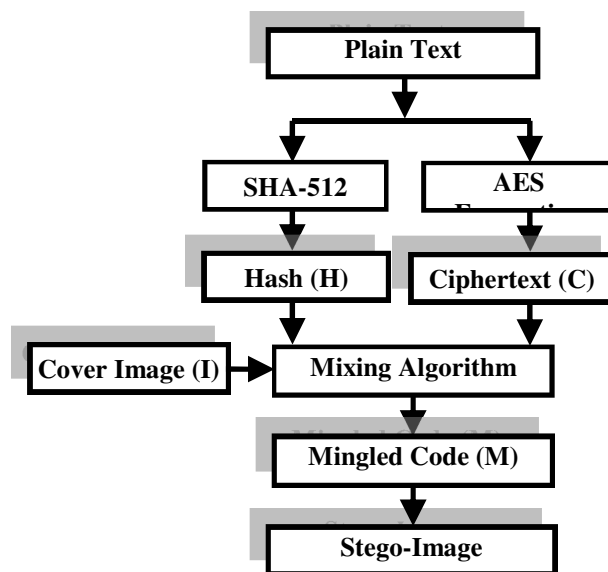 Plain Text
SHA-512
AES
Hash (H)
Ciphertext (C)
Cover Image (I)
Mixing Algorithm
Mingled Code (M)
Stego-Image